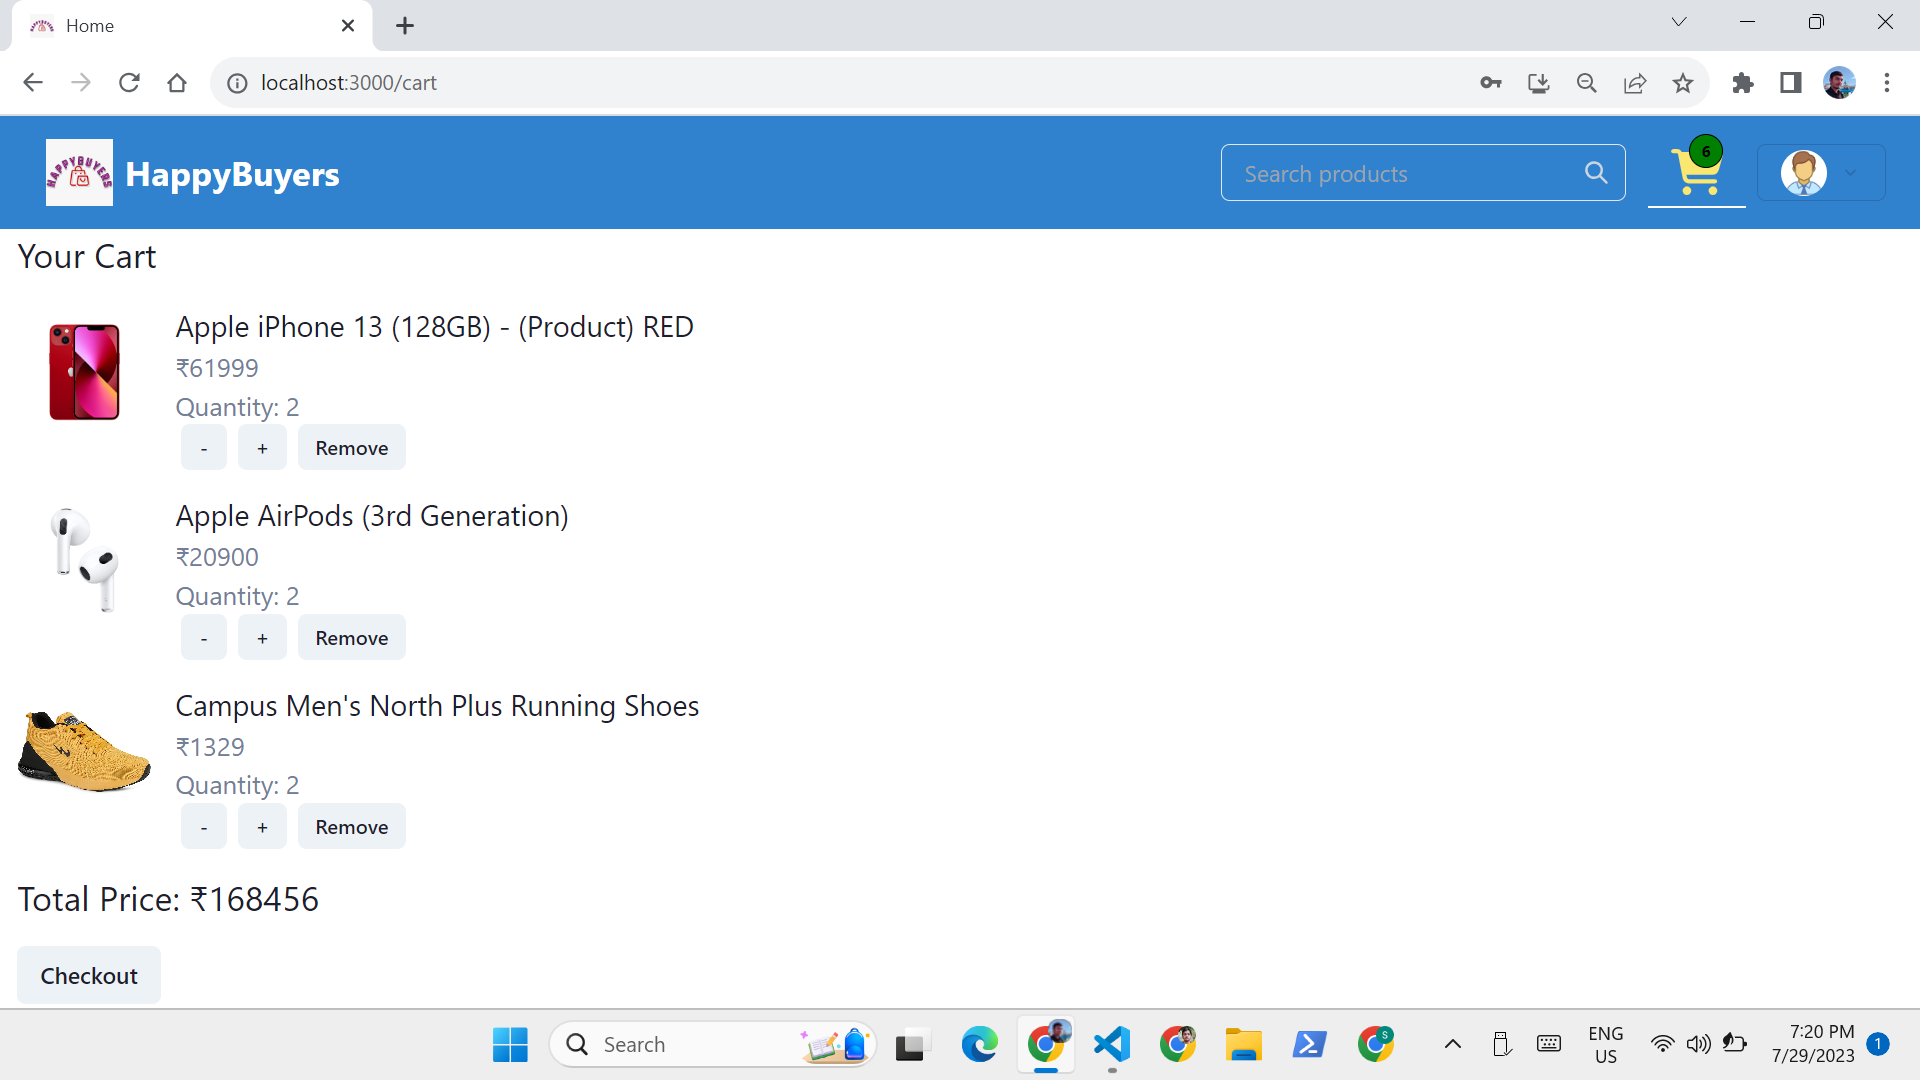 Home
localhost:3000/cart
HAPPYBUYERS
HappyBuyers
Search products
6
Your Cart
Apple iPhone 13 (128GB) - (Product) RED
₹61999
Quantity: 2
- + Remove
Apple AirPods (3rd Generation)
₹20900
Quantity: 2
- + Remove
Campus Men's North Plus Running Shoes
₹1329
Quantity: 2
- + Remove
Total Price: ₹168456
Checkout
Search
S
ENG
US
7:20 PM
7/29/2023
1